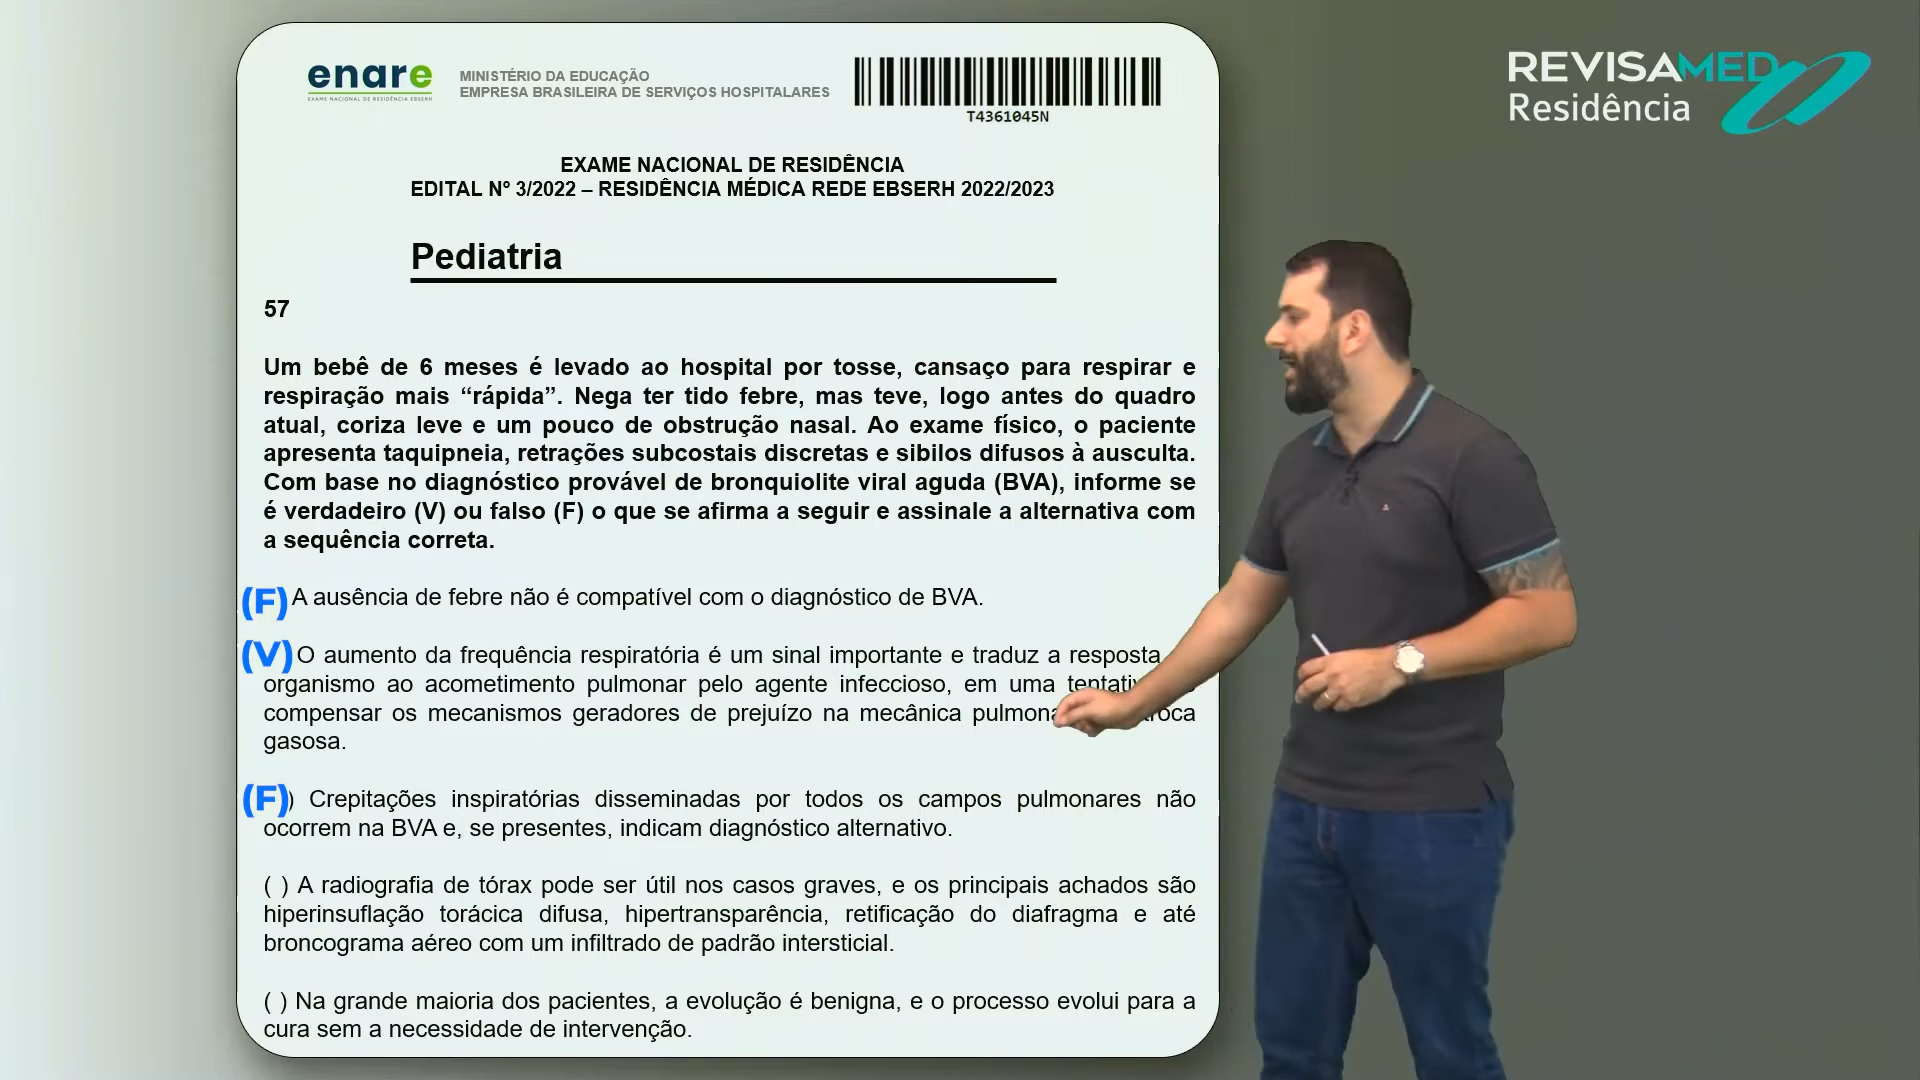 enare
EXAME NACIONAL DE RESIDÊNCIA EBSERH
MINISTÉRIO DA EDUCAÇÃO
EMPRESA BRASILEIRA DE SERVIÇOS HOSPITALARES
T4361045N
REVISAMED
Residência
EXAME NACIONAL DE RESIDÊNCIA
EDITAL Nº 3/2022 – RESIDÊNCIA MÉDICA REDE EBSERH 2022/2023
Pediatria
57
Um bebê de 6 meses é levado ao hospital por tosse, cansaço para respirar e
respiração mais “rápida”. Nega ter tido febre, mas teve, logo antes do quadro
atual, coriza leve e um pouco de obstrução nasal. Ao exame físico, o paciente
apresenta taquipneia, retrações subcostais discretas e sibilos difusos à ausculta.
Com base no diagnóstico provável de bronquiolite viral aguda (BVA), informe se
é verdadeiro (V) ou falso (F) o que se afirma a seguir e assinale a alternativa com
a sequência correta.
(F) A ausência de febre não é compatível com o diagnóstico de BVA.
(V) O aumento da frequência respiratória é um sinal importante e traduz a resposta
organismo ao acometimento pulmonar pelo agente infeccioso, em uma
compensar os mecanismos geradores de prejuízo na mecânica
gasosa.
(F)) Crepitações inspiratórias disseminadas por todos os campos pulmonares não
ocorrem na BVA e, se presentes, indicam diagnóstico alternativo.
( ) A radiografia de tórax pode ser útil nos casos graves, e os principais achados são
hiperinsuflação torácica difusa, hipertransparência, retificação do diafragma e até
broncograma aéreo com um infiltrado de padrão intersticial.
( ) Na grande maioria dos pacientes, a evolução é benigna, e o processo evolui para a
cura sem a necessidade de intervenção.